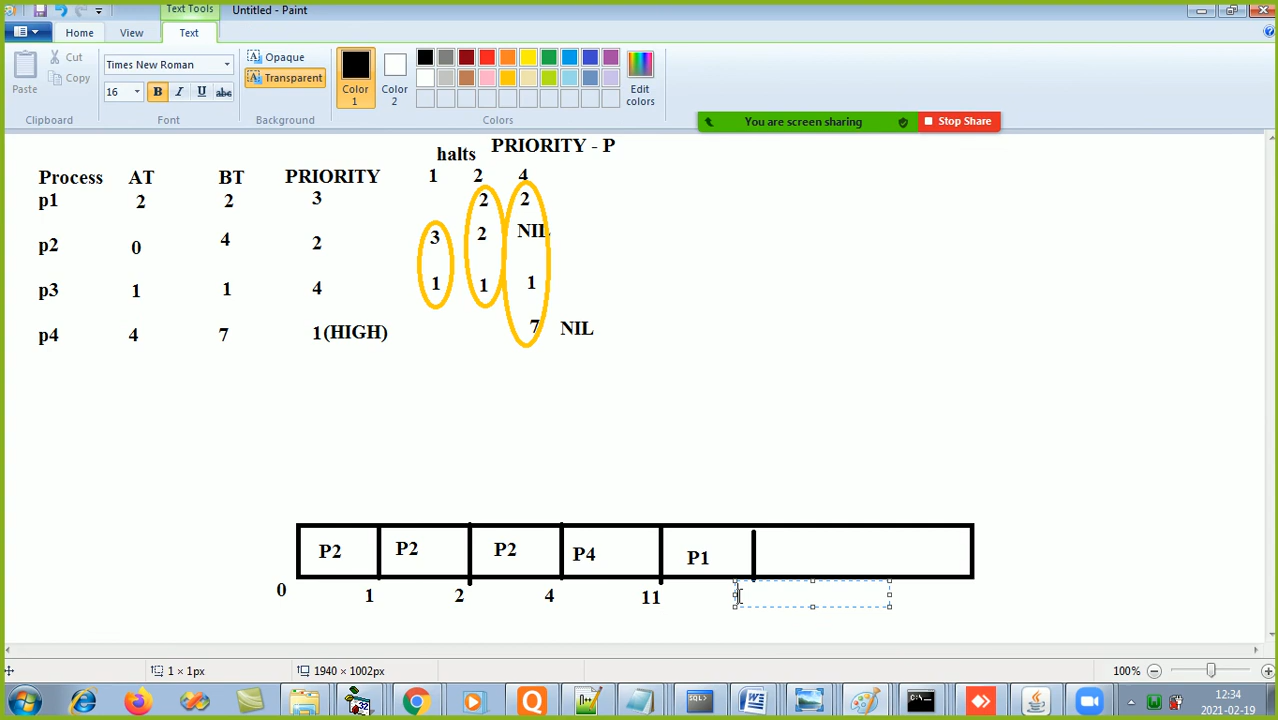 Text Tools Untitled - Paint
Home View Text
Cut Copy Paste Clipboard
Times New Roman
16 B I U abc
Font
Opaque
Transparent
Background
Color 1 Color 2 Edit colors
Colors
You are screen sharing Stop Share
halts PRIORITY - P
Process AT BT PRIORITY 1 2 4
p1 2 2 3 2 2
p2 0 4 2 3 2 NIL
p3 1 1 4 1 1 1
p4 4 7 1(HIGH) 7 NIL
P2 P2 P2 P4 P1
0 1 2 4 11
1 × 1px 1940 × 1002px 100%
12:34
2021-02-19